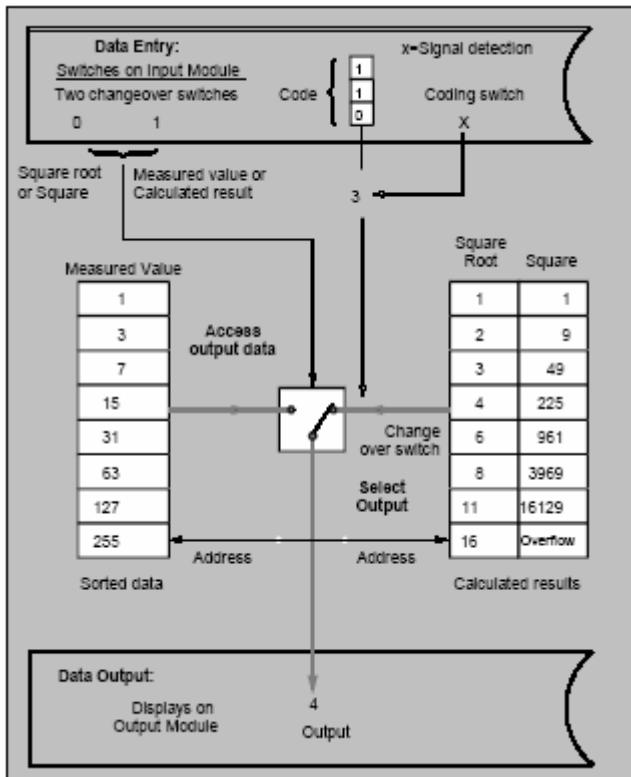 Data Entry:
x=Signal detection
Switches on Input Module
Two changeover switches
Code
1
1
0
Coding switch
0 1
X
Square root
or Square
Measured value or
Calculated result
3
Measured Value
1
3
7
15
31
63
127
255
Sorted data
Access
output data
Change
over switch
Select
Output
Address
Address
Square
Root
Square
1 1
2 9
3 49
4 225
6 961
8 3969
11 16129
16 Overflow
Calculated results
Data Output:
Displays on
Output Module
4
Output